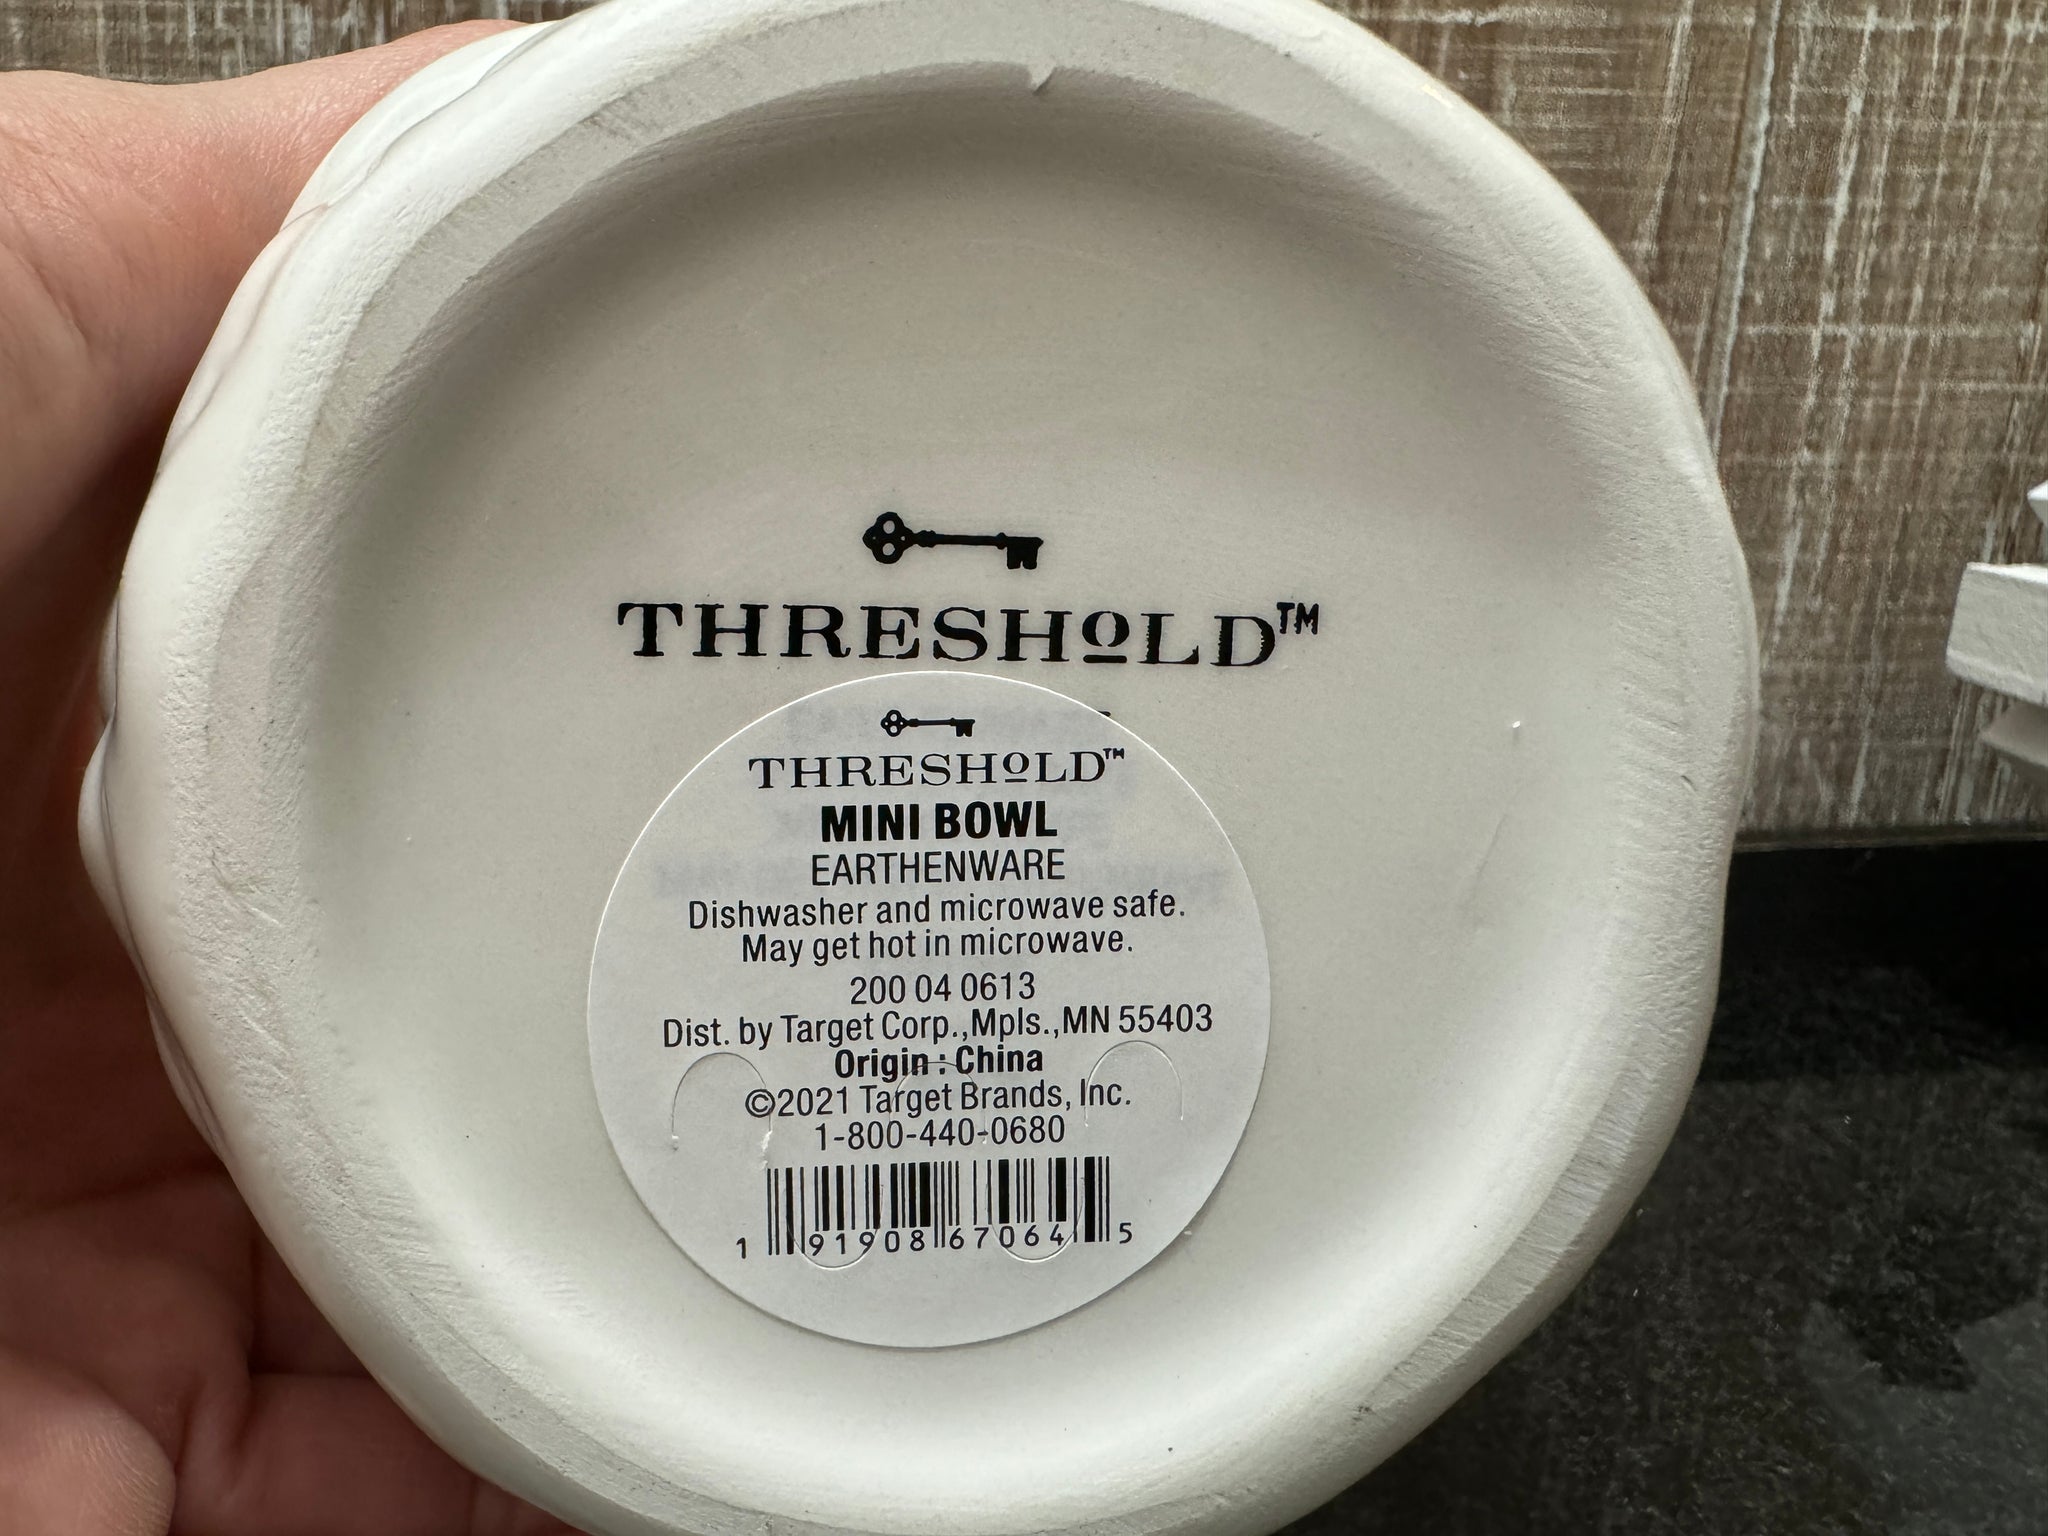 THRESHOLD™
THRESHOLD™
MINI BOWL
EARTHENWARE
Dishwasher and microwave safe.
May get hot in microwave.
200 04 0613
Dist. by Target Corp.,Mpls.,MN 55403
Origin : China
©2021 Target Brands, Inc.
1-800-440-0680
1 91908 67064 5